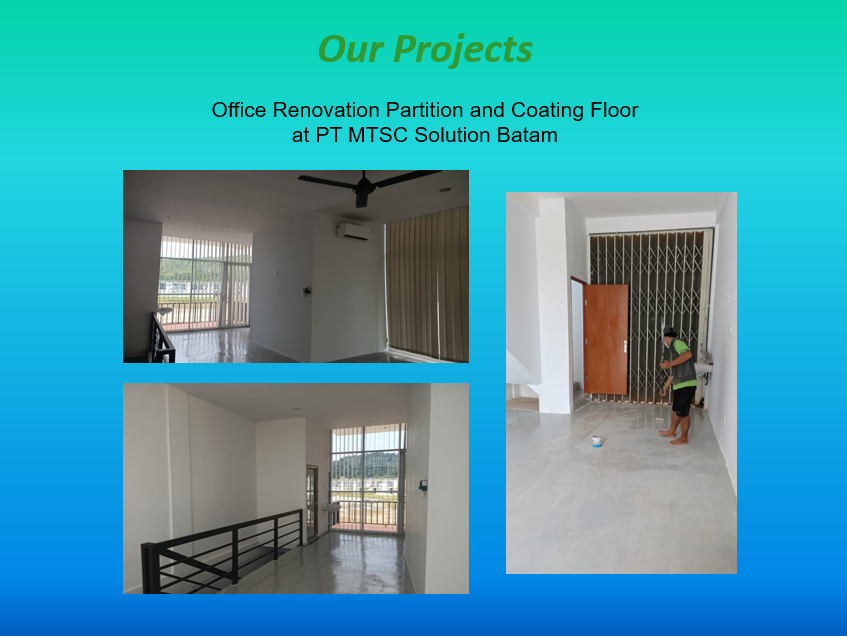 Our Projects
Office Renovation Partition and Coating Floor
at PT MTSC Solution Batam